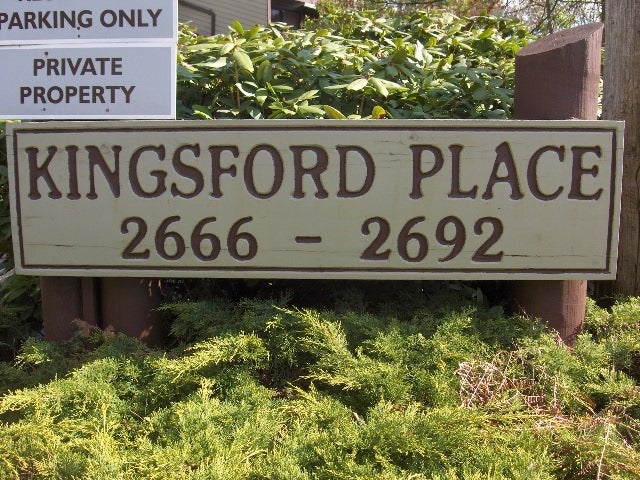 PARKING ONLY
PRIVATE
PROPERTY
KINGSFORD PLACE
2666 - 2692